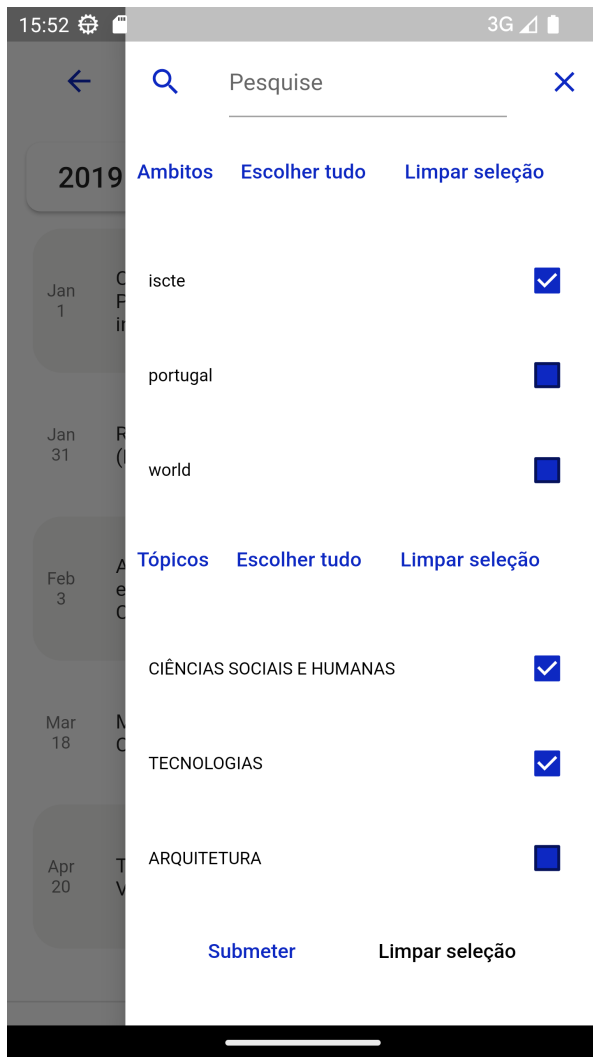 15:52
3G
Pesquise
2019
Ambitos Escolher tudo Limpar seleção
Jan
1
iscte
portugal
Jan
31
world
Tópicos Escolher tudo Limpar seleção
Feb
3
CIÊNCIAS SOCIAIS E HUMANAS
Mar
18
TECNOLOGIAS
Apr
20
ARQUITETURA
Submeter Limpar seleção